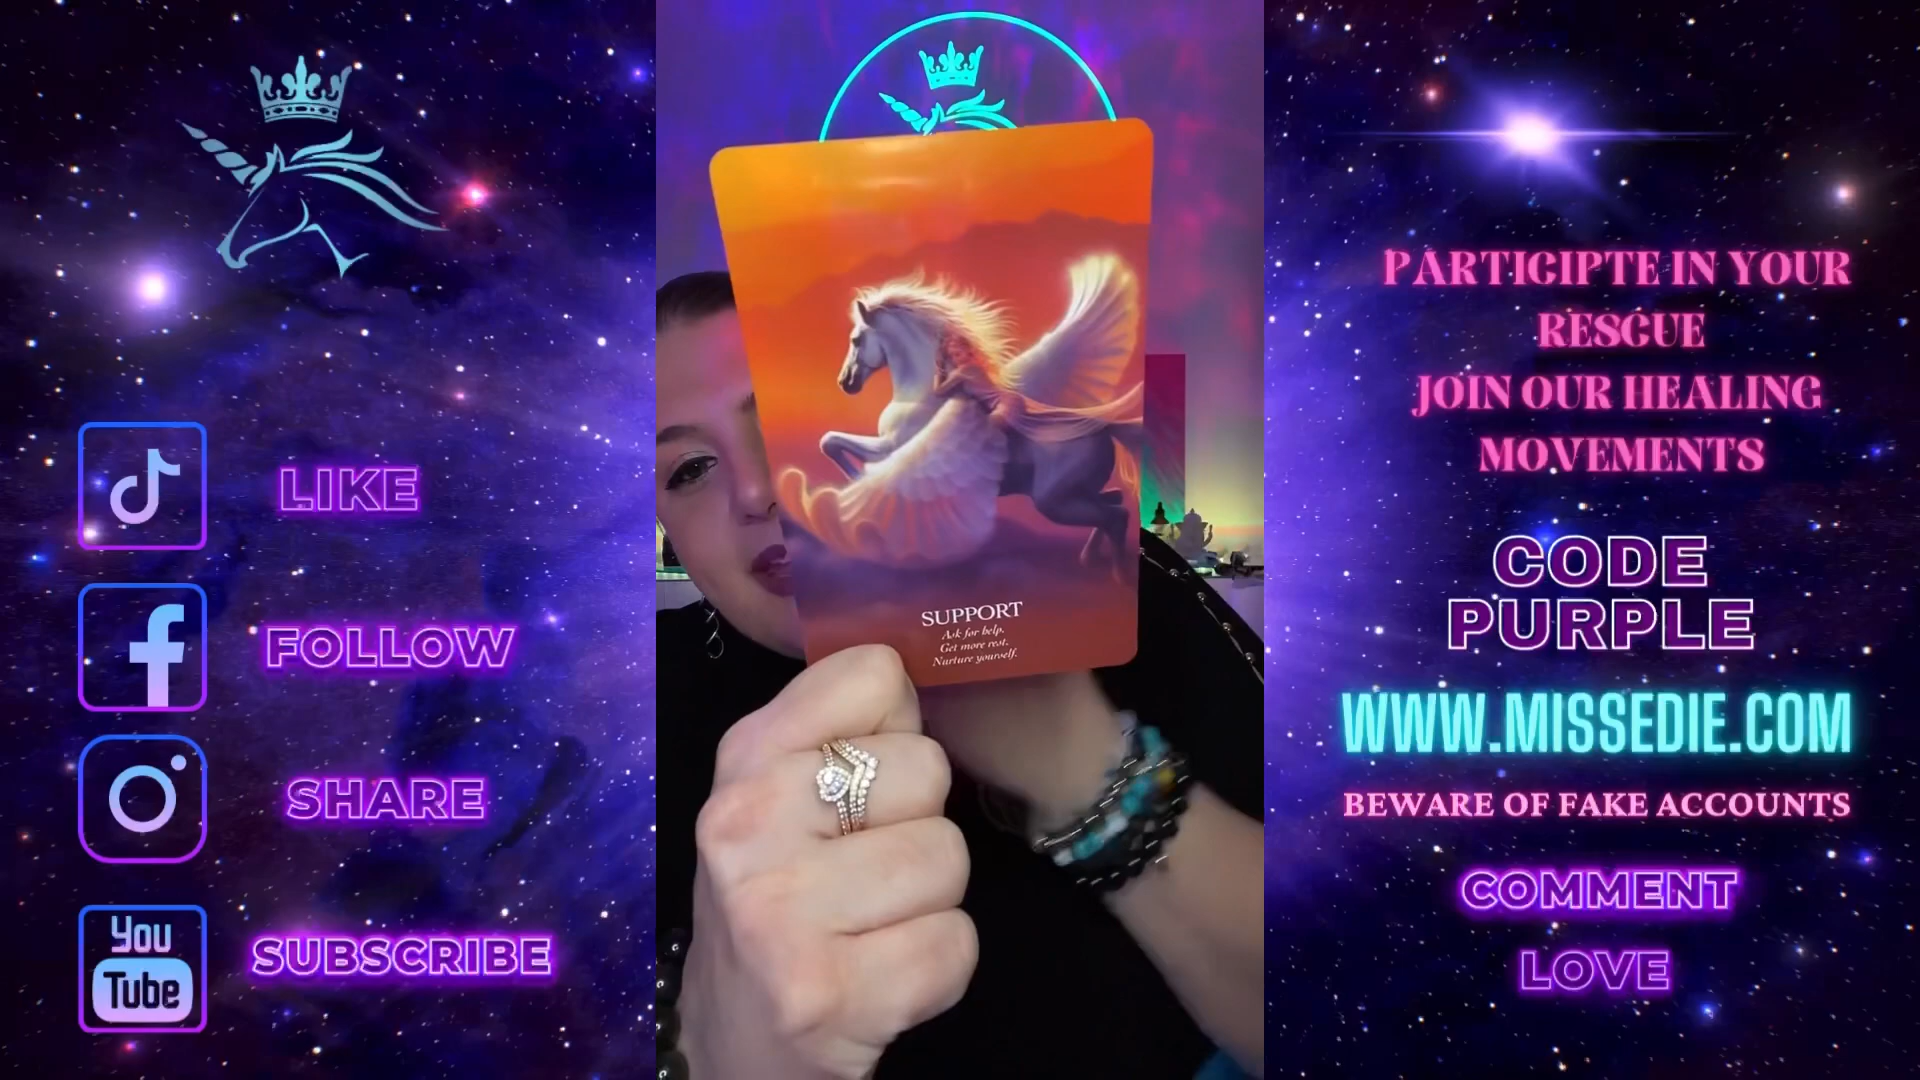 LIKE
FOLLOW
SHARE
You
Tube
SUBSCRIBE
SUPPORT
Ask for help.
Get more rest.
Nurture yourself.
PARTICIPTE IN YOUR
RESCUE
JOIN OUR HEALING
MOVEMENTS
CODE
PURPLE
WWW.MISSEDIE.COM
BEWARE OF FAKE ACCOUNTS
COMMENT
LOVE